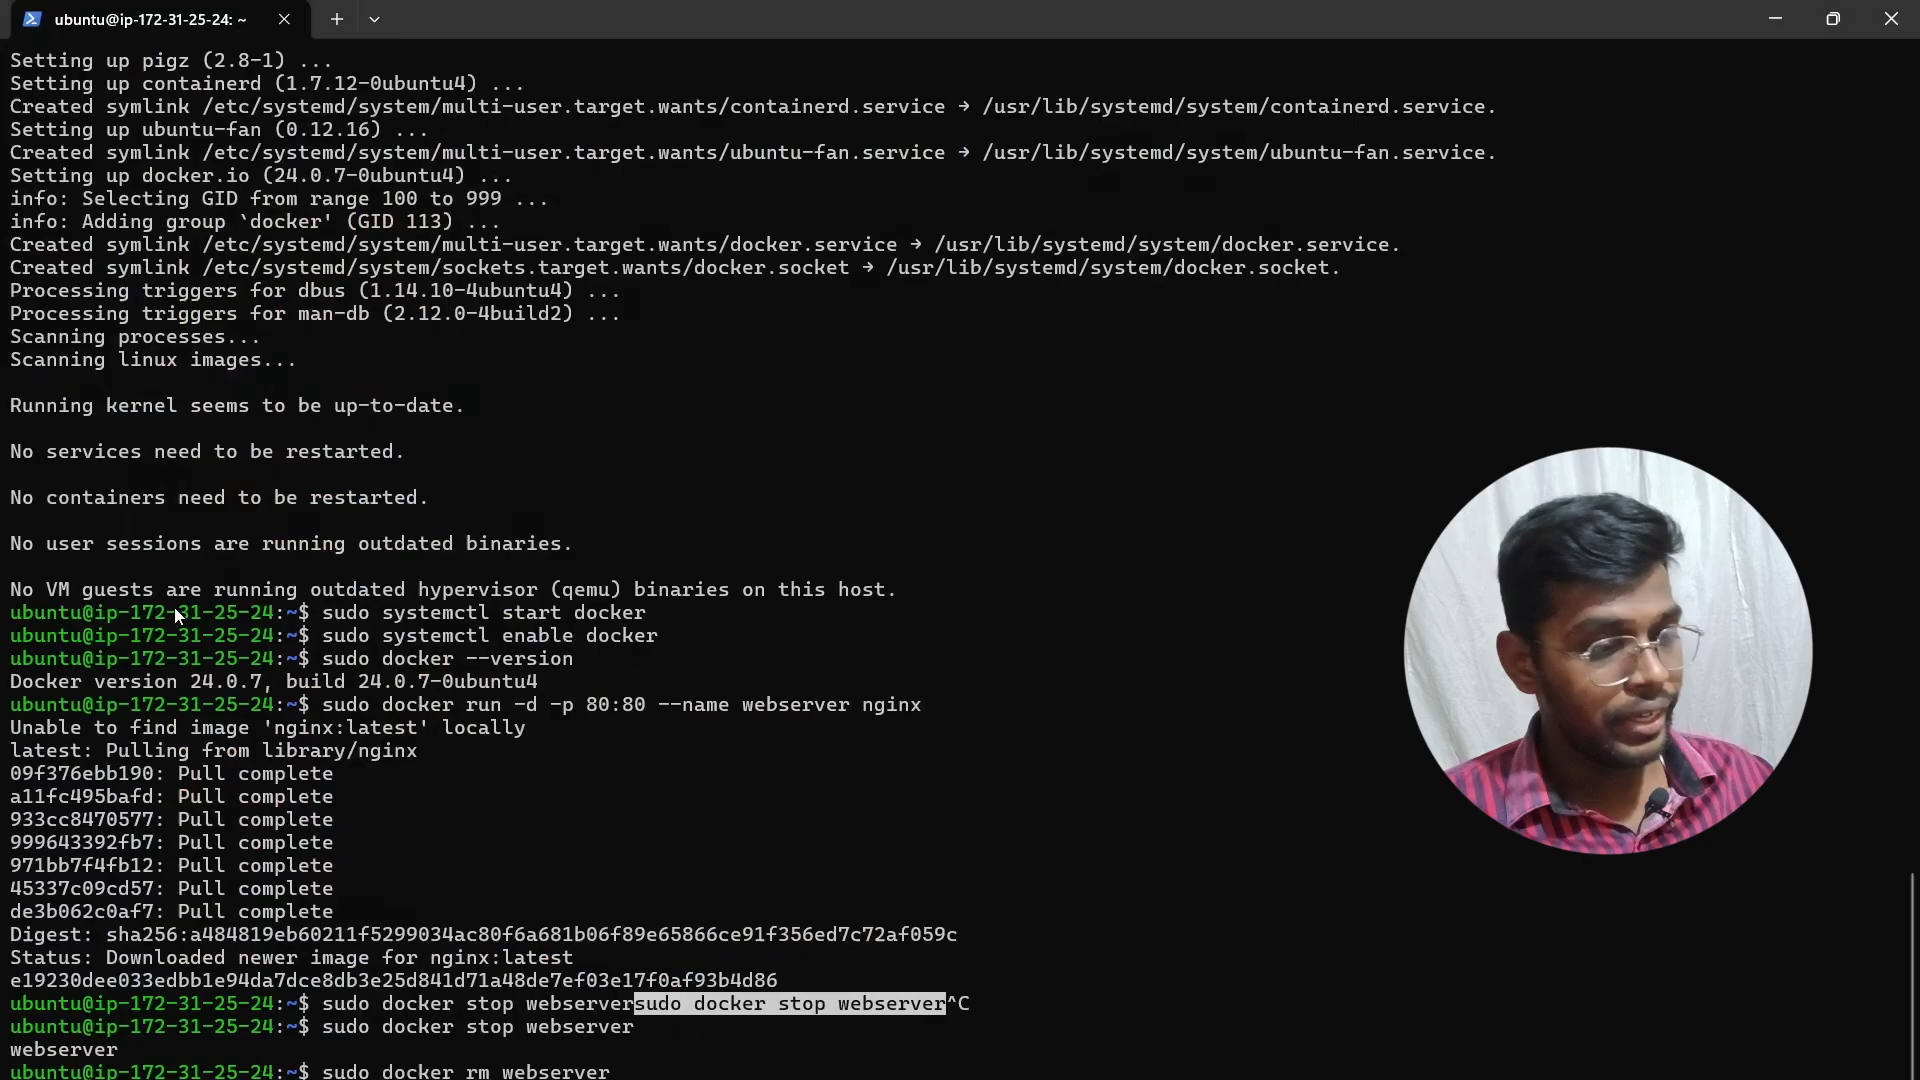 ubuntu@ip-172-31-25-24: ~
Setting up pigz (2.8-1) ...
Setting up containerd (1.7.12-0ubuntu4) ...
Created symlink /etc/systemd/system/multi-user.target.wants/containerd.service → /usr/lib/systemd/system/containerd.service.
Setting up ubuntu-fan (0.12.16) ...
Created symlink /etc/systemd/system/multi-user.target.wants/ubuntu-fan.service → /usr/lib/systemd/system/ubuntu-fan.service.
Setting up docker.io (24.0.7-0ubuntu4) ...
info: Selecting GID from range 100 to 999 ...
info: Adding group `docker' (GID 113) ...
Created symlink /etc/systemd/system/multi-user.target.wants/docker.service → /usr/lib/systemd/system/docker.service.
Created symlink /etc/systemd/system/sockets.target.wants/docker.socket → /usr/lib/systemd/system/docker.socket.
Processing triggers for dbus (1.14.10-4ubuntu4) ...
Processing triggers for man-db (2.12.0-4build2) ...
Scanning processes...
Scanning linux images...
Running kernel seems to be up-to-date.
No services need to be restarted.
No containers need to be restarted.
No user sessions are running outdated binaries.
No VM guests are running outdated hypervisor (qemu) binaries on this host.
ubuntu@ip-172-31-25-24:~$ sudo systemctl start docker
ubuntu@ip-172-31-25-24:~$ sudo systemctl enable docker
ubuntu@ip-172-31-25-24:~$ sudo docker --version
Docker version 24.0.7, build 24.0.7-0ubuntu4
ubuntu@ip-172-31-25-24:~$ sudo docker run -d -p 80:80 --name webserver nginx
Unable to find image 'nginx:latest' locally
latest: Pulling from library/nginx
09f376ebb190: Pull complete
a11fc495bafd: Pull complete
933cc8470577: Pull complete
999643392fb7: Pull complete
971bb7f4fb12: Pull complete
45337c09cd57: Pull complete
de3b062c0af7: Pull complete
Digest: sha256:a484819eb60211f5299034ac80f6a681b06f89e65866ce91f356ed7c72af059c
Status: Downloaded newer image for nginx:latest
e19230dee033edbb1e94da7dce8db3e25d841d71a48de7ef03e17f0af93b4d86
ubuntu@ip-172-31-25-24:~$ sudo docker stop webserversudo docker stop webserver^C
ubuntu@ip-172-31-25-24:~$ sudo docker stop webserver
webserver
ubuntu@ip-172-31-25-24:~$ sudo docker rm webserver